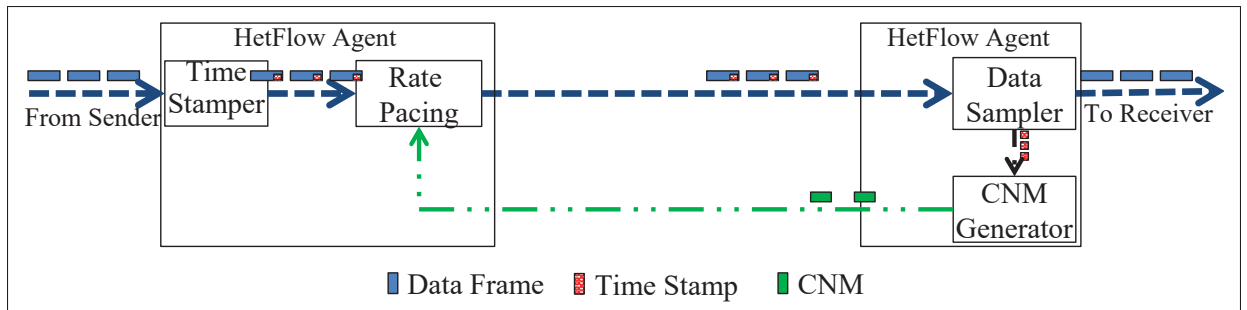 HetFlow Agent
HetFlow Agent
From Sender
Time
Stamper
Rate
Pacing
Data
Sampler
To Receiver
CNM
Generator
Data Frame
Time Stamp
CNM